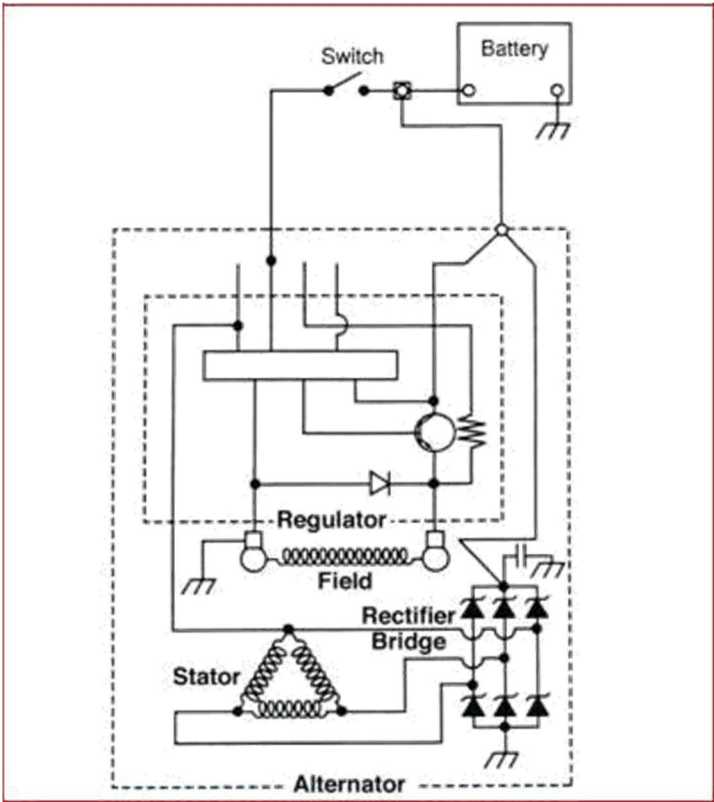 Switch
Battery
Regulator
Field
Rectifier
Bridge
Stator
Alternator